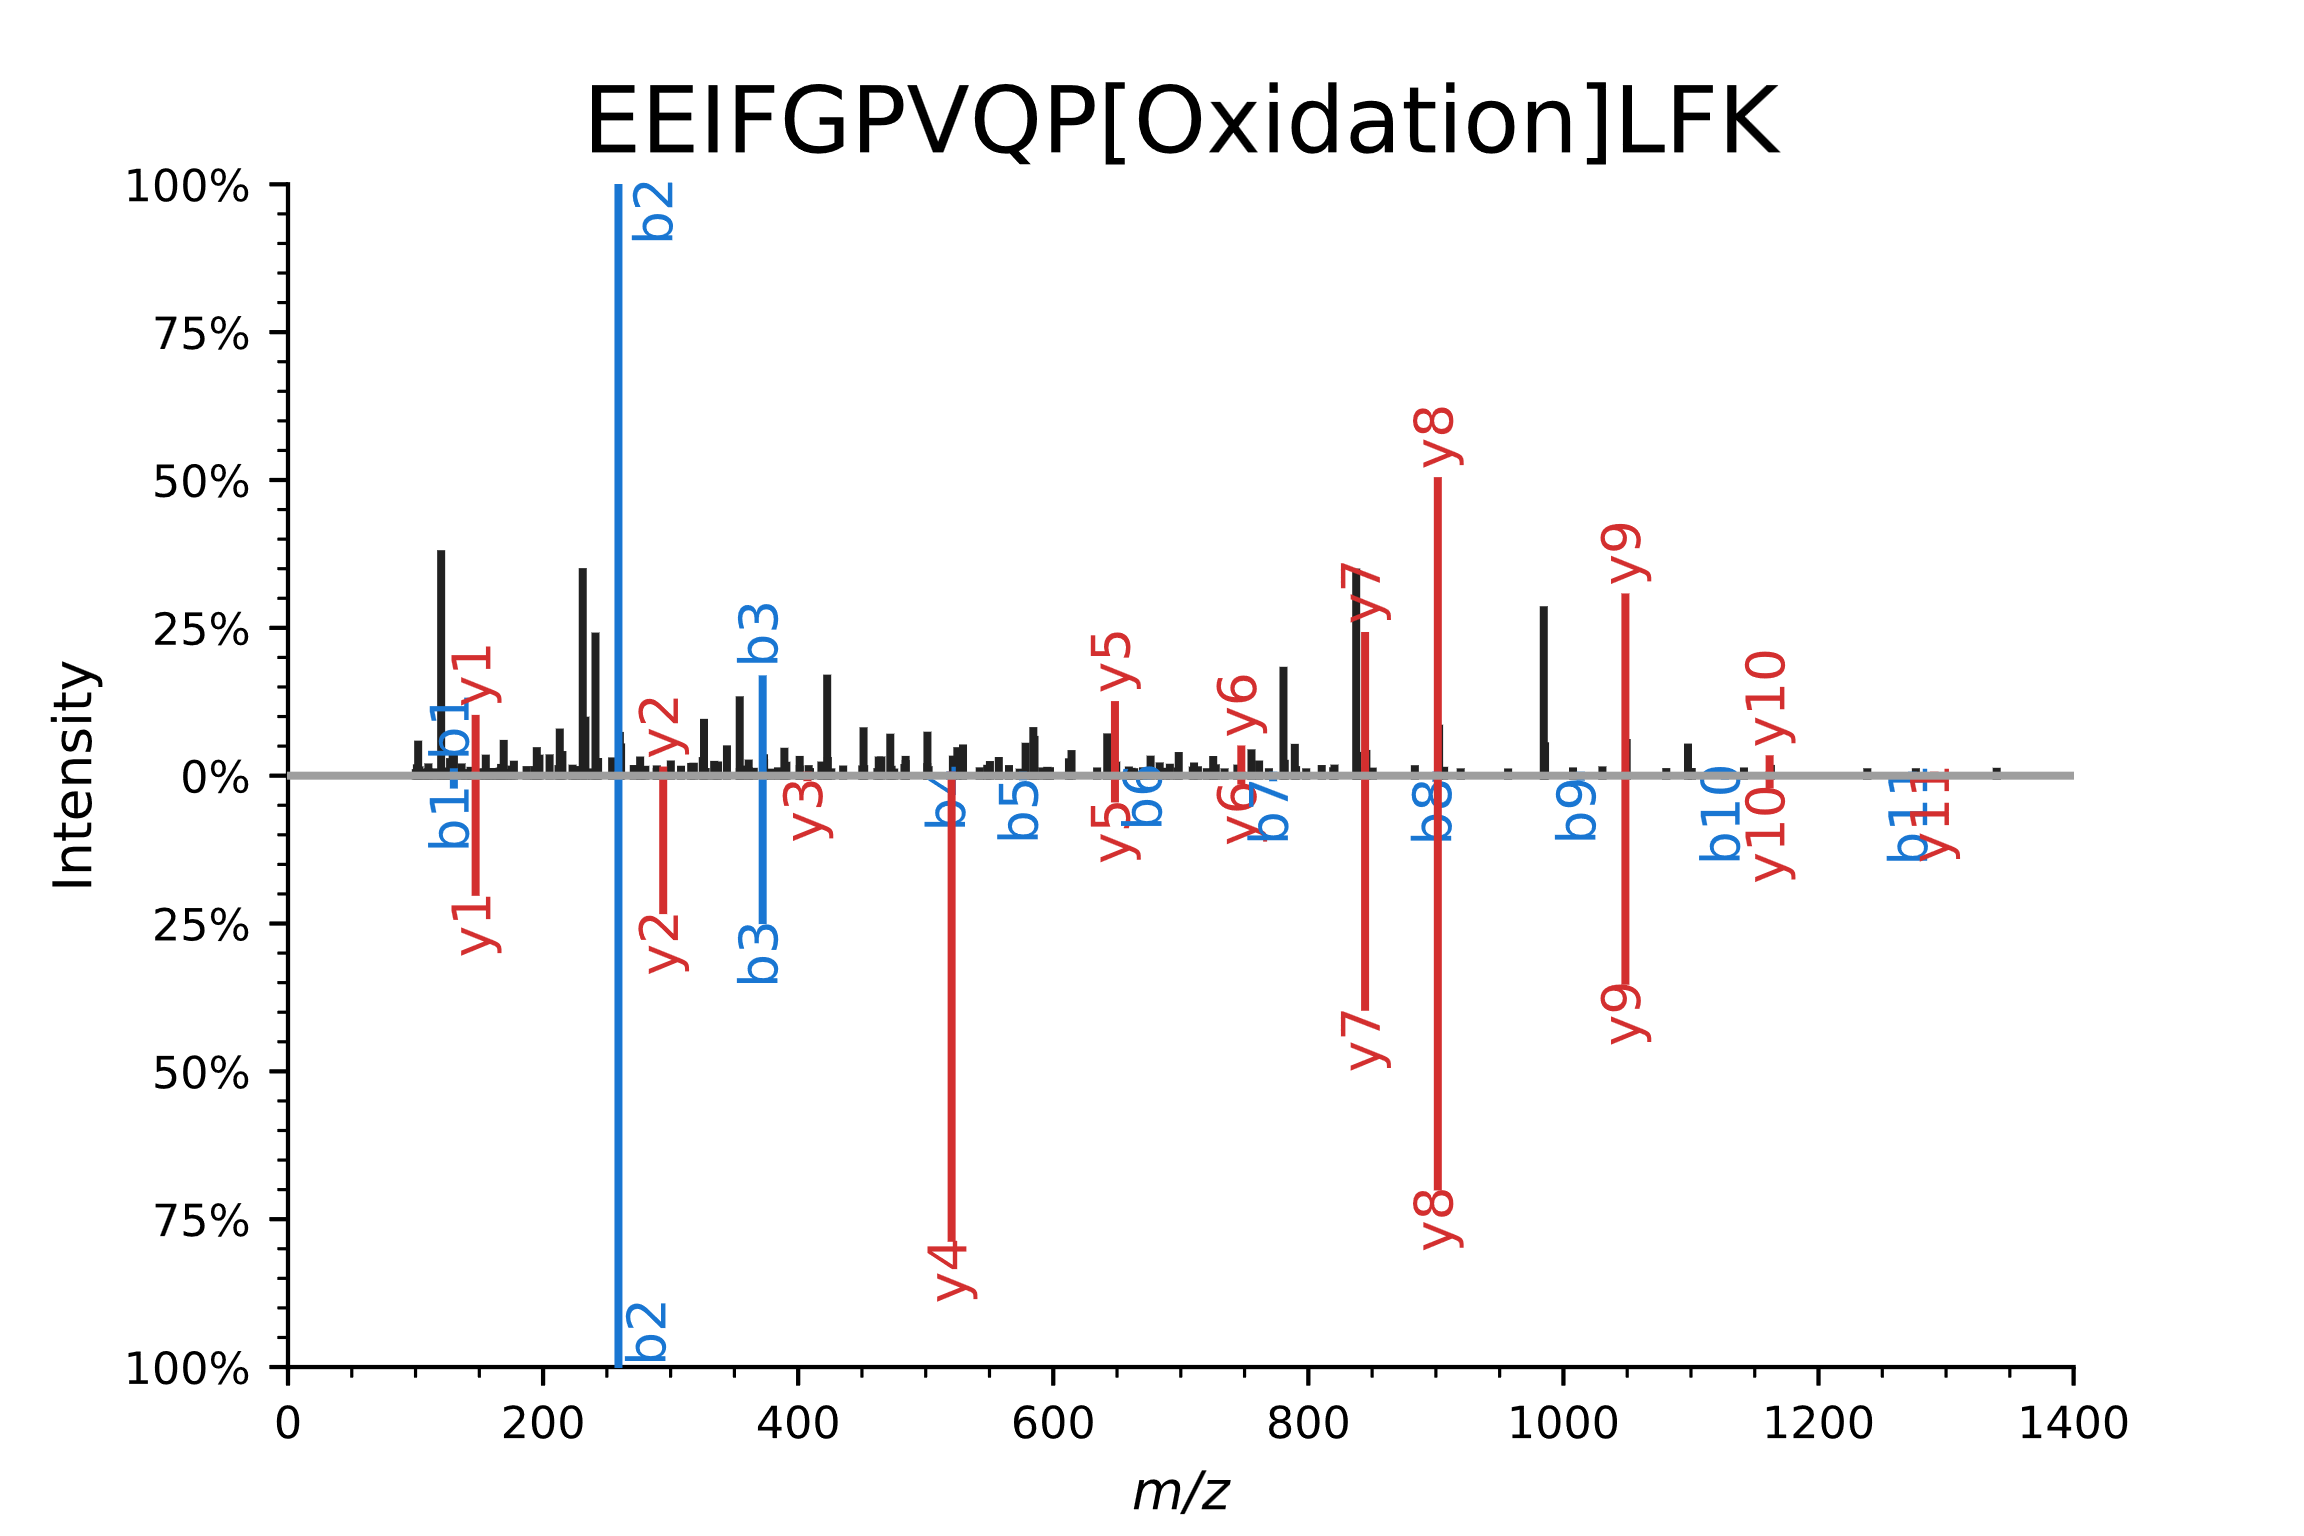 EEIFGPVQP[Oxidation]LFK
100%
75%
50%
25%
0%
25%
50%
75%
100%
Intensity
b2
y8
y9
y7
b3
y5
y1
y10
y6
y2
b1
b1
y3
b4
b5
y5
b6
y6
b7
b8
b9
b10
y10
b11
y11
y1
y2
b3
y7
y9
y8
y4
b2
0 200 400 600 800 1000 1200 1400
m/z